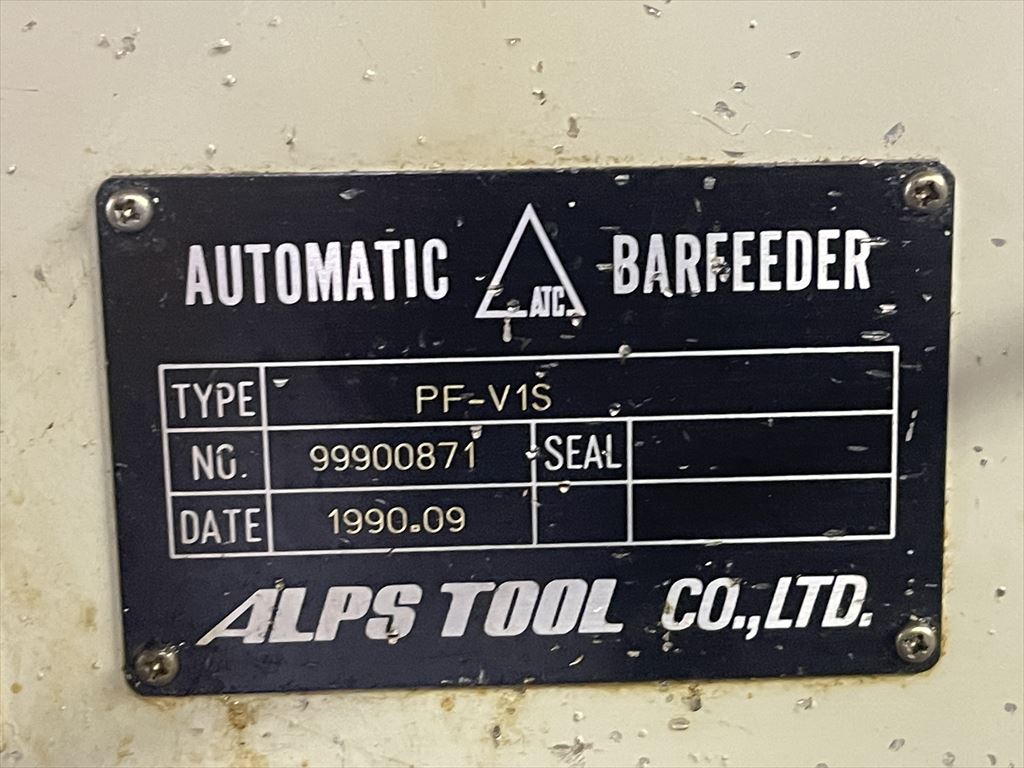 AUTOMATIC ATC BARFEEDER
TYPE PF-V1S
NO. 99900871 SEAL
DATE 1990.09
ALPS TOOL CO.,LTD.